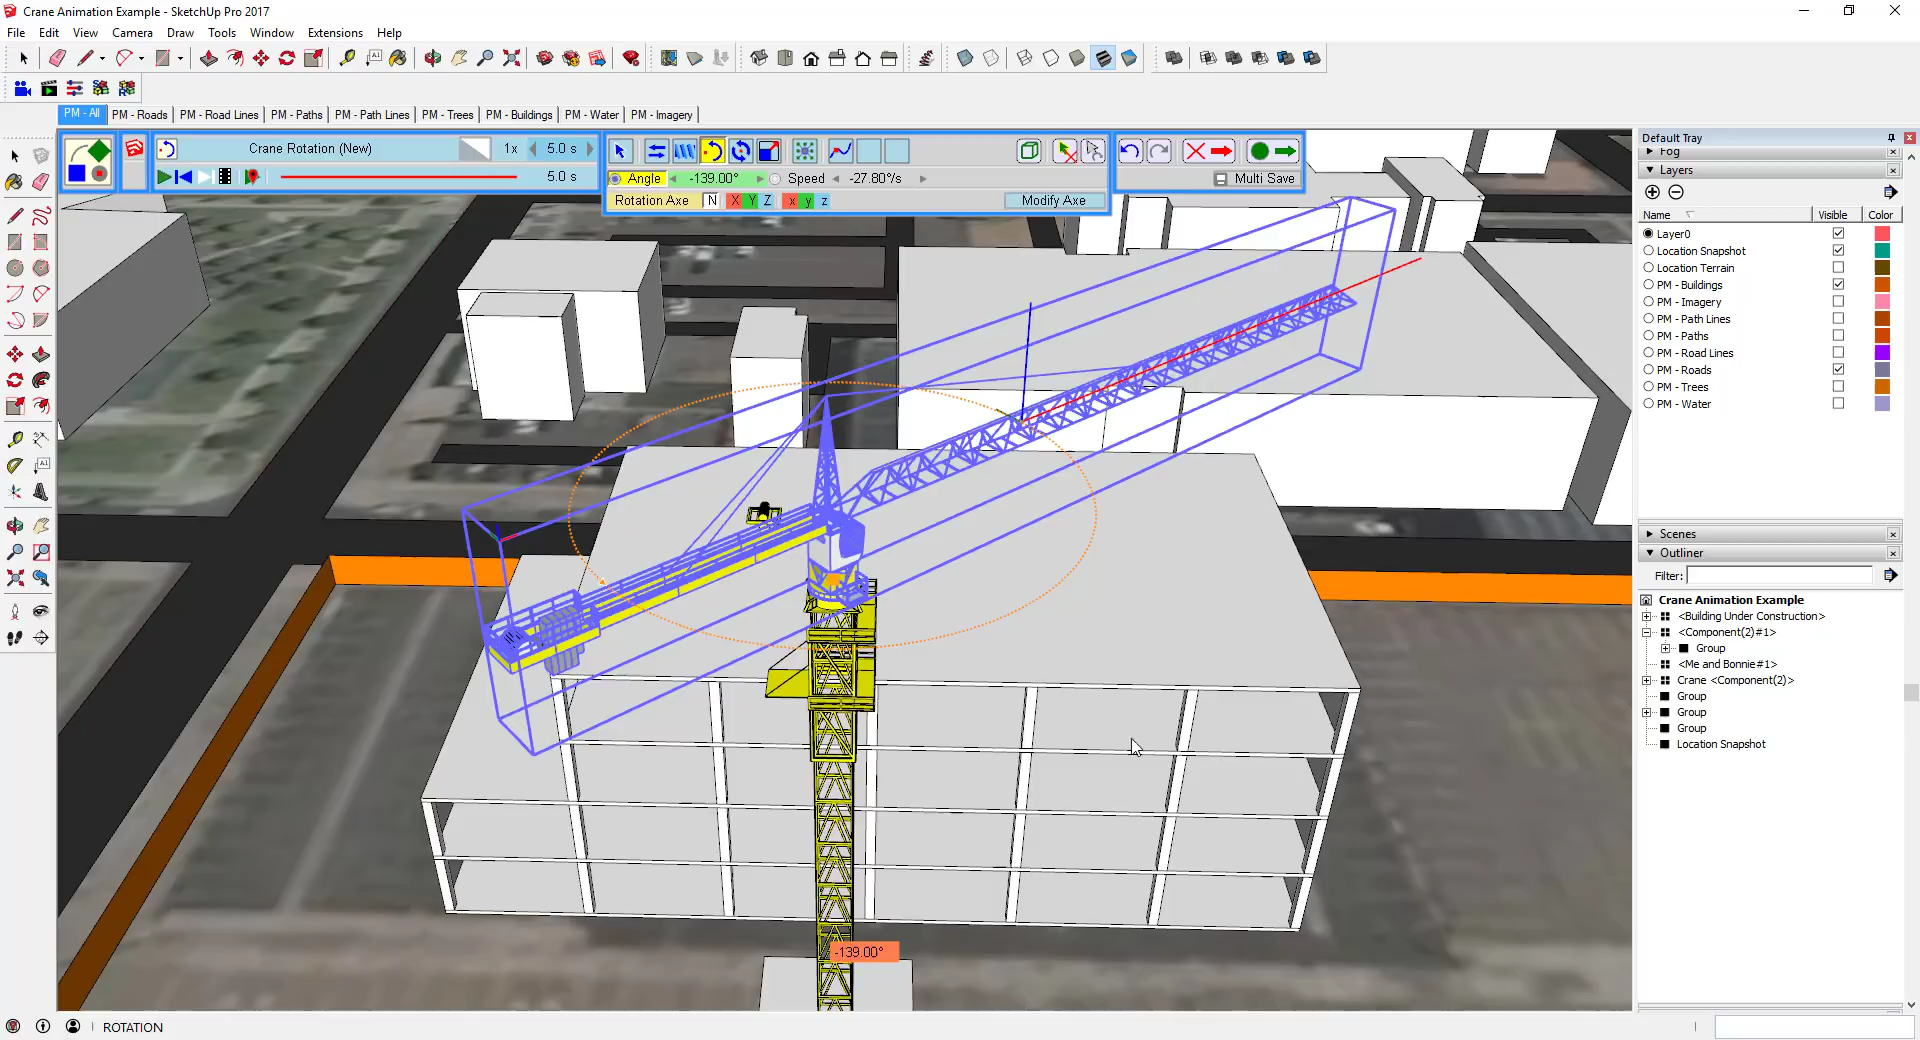 Crane Animation Example - SketchUp Pro 2017
File Edit View Camera Draw Tools Window Extensions Help
PM - All PM - Roads PM - Road Lines PM - Paths PM - Path Lines PM - Trees PM - Buildings PM - Water PM - Imagery
Crane Rotation (New) 1x 5.0 s
5.0 s
Angle -139.00° Speed -27.80°/s
Rotation Axe N X Y Z x y z Modify Axe
Multi Save
-139.00°
ROTATION
Default Tray
Fog
Layers
Name Visible Color
Layer0
Location Snapshot
Location Terrain
PM - Buildings
PM - Imagery
PM - Path Lines
PM - Paths
PM - Road Lines
PM - Roads
PM - Trees
PM - Water
Scenes
Outliner
Filter:
Crane Animation Example
<Building Under Construction>
<Component(2)#1>
Group
<Me and Bonnie#1>
Crane <Component(2)>
Group
Group
Group
Location Snapshot